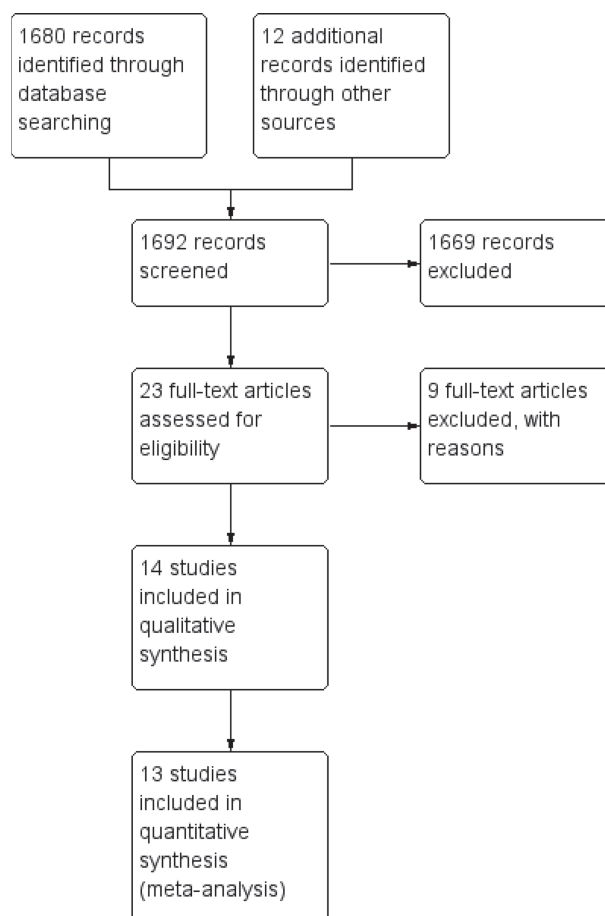 1680 records
identified through
database
searching
12 additional
records identified
through other
sources
1692 records
screened
1669 records
excluded
23 full-text articles
assessed for
eligibility
9 full-text articles
excluded, with
reasons
14 studies
included in
qualitative
synthesis
13 studies
included in
quantitative
synthesis
(meta-analysis)